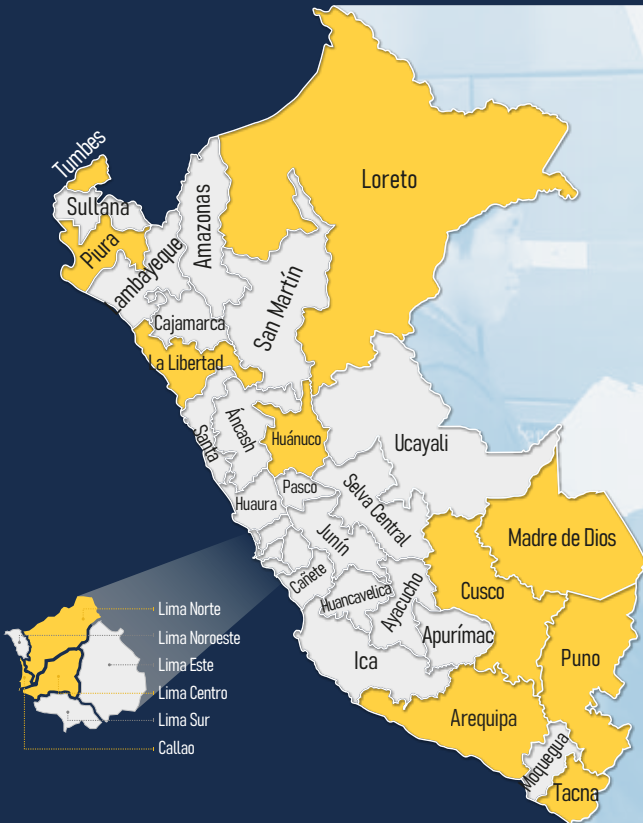 Tumbes
Sullana
Piura
Lambayeque
Amazonas
Loreto
Cajamarca
San Martín
La Libertad
Santa
Áncash
Huánuco
Ucayali
Huaura
Pasco
Selva Central
Junín
Madre de Dios
Cañete
Huancavelica
Ayacucho
Cusco
Apurímac
Ica
Puno
Arequipa
Moquegua
Tacna
Lima Norte
Lima Noroeste
Lima Este
Lima Centro
Lima Sur
Callao